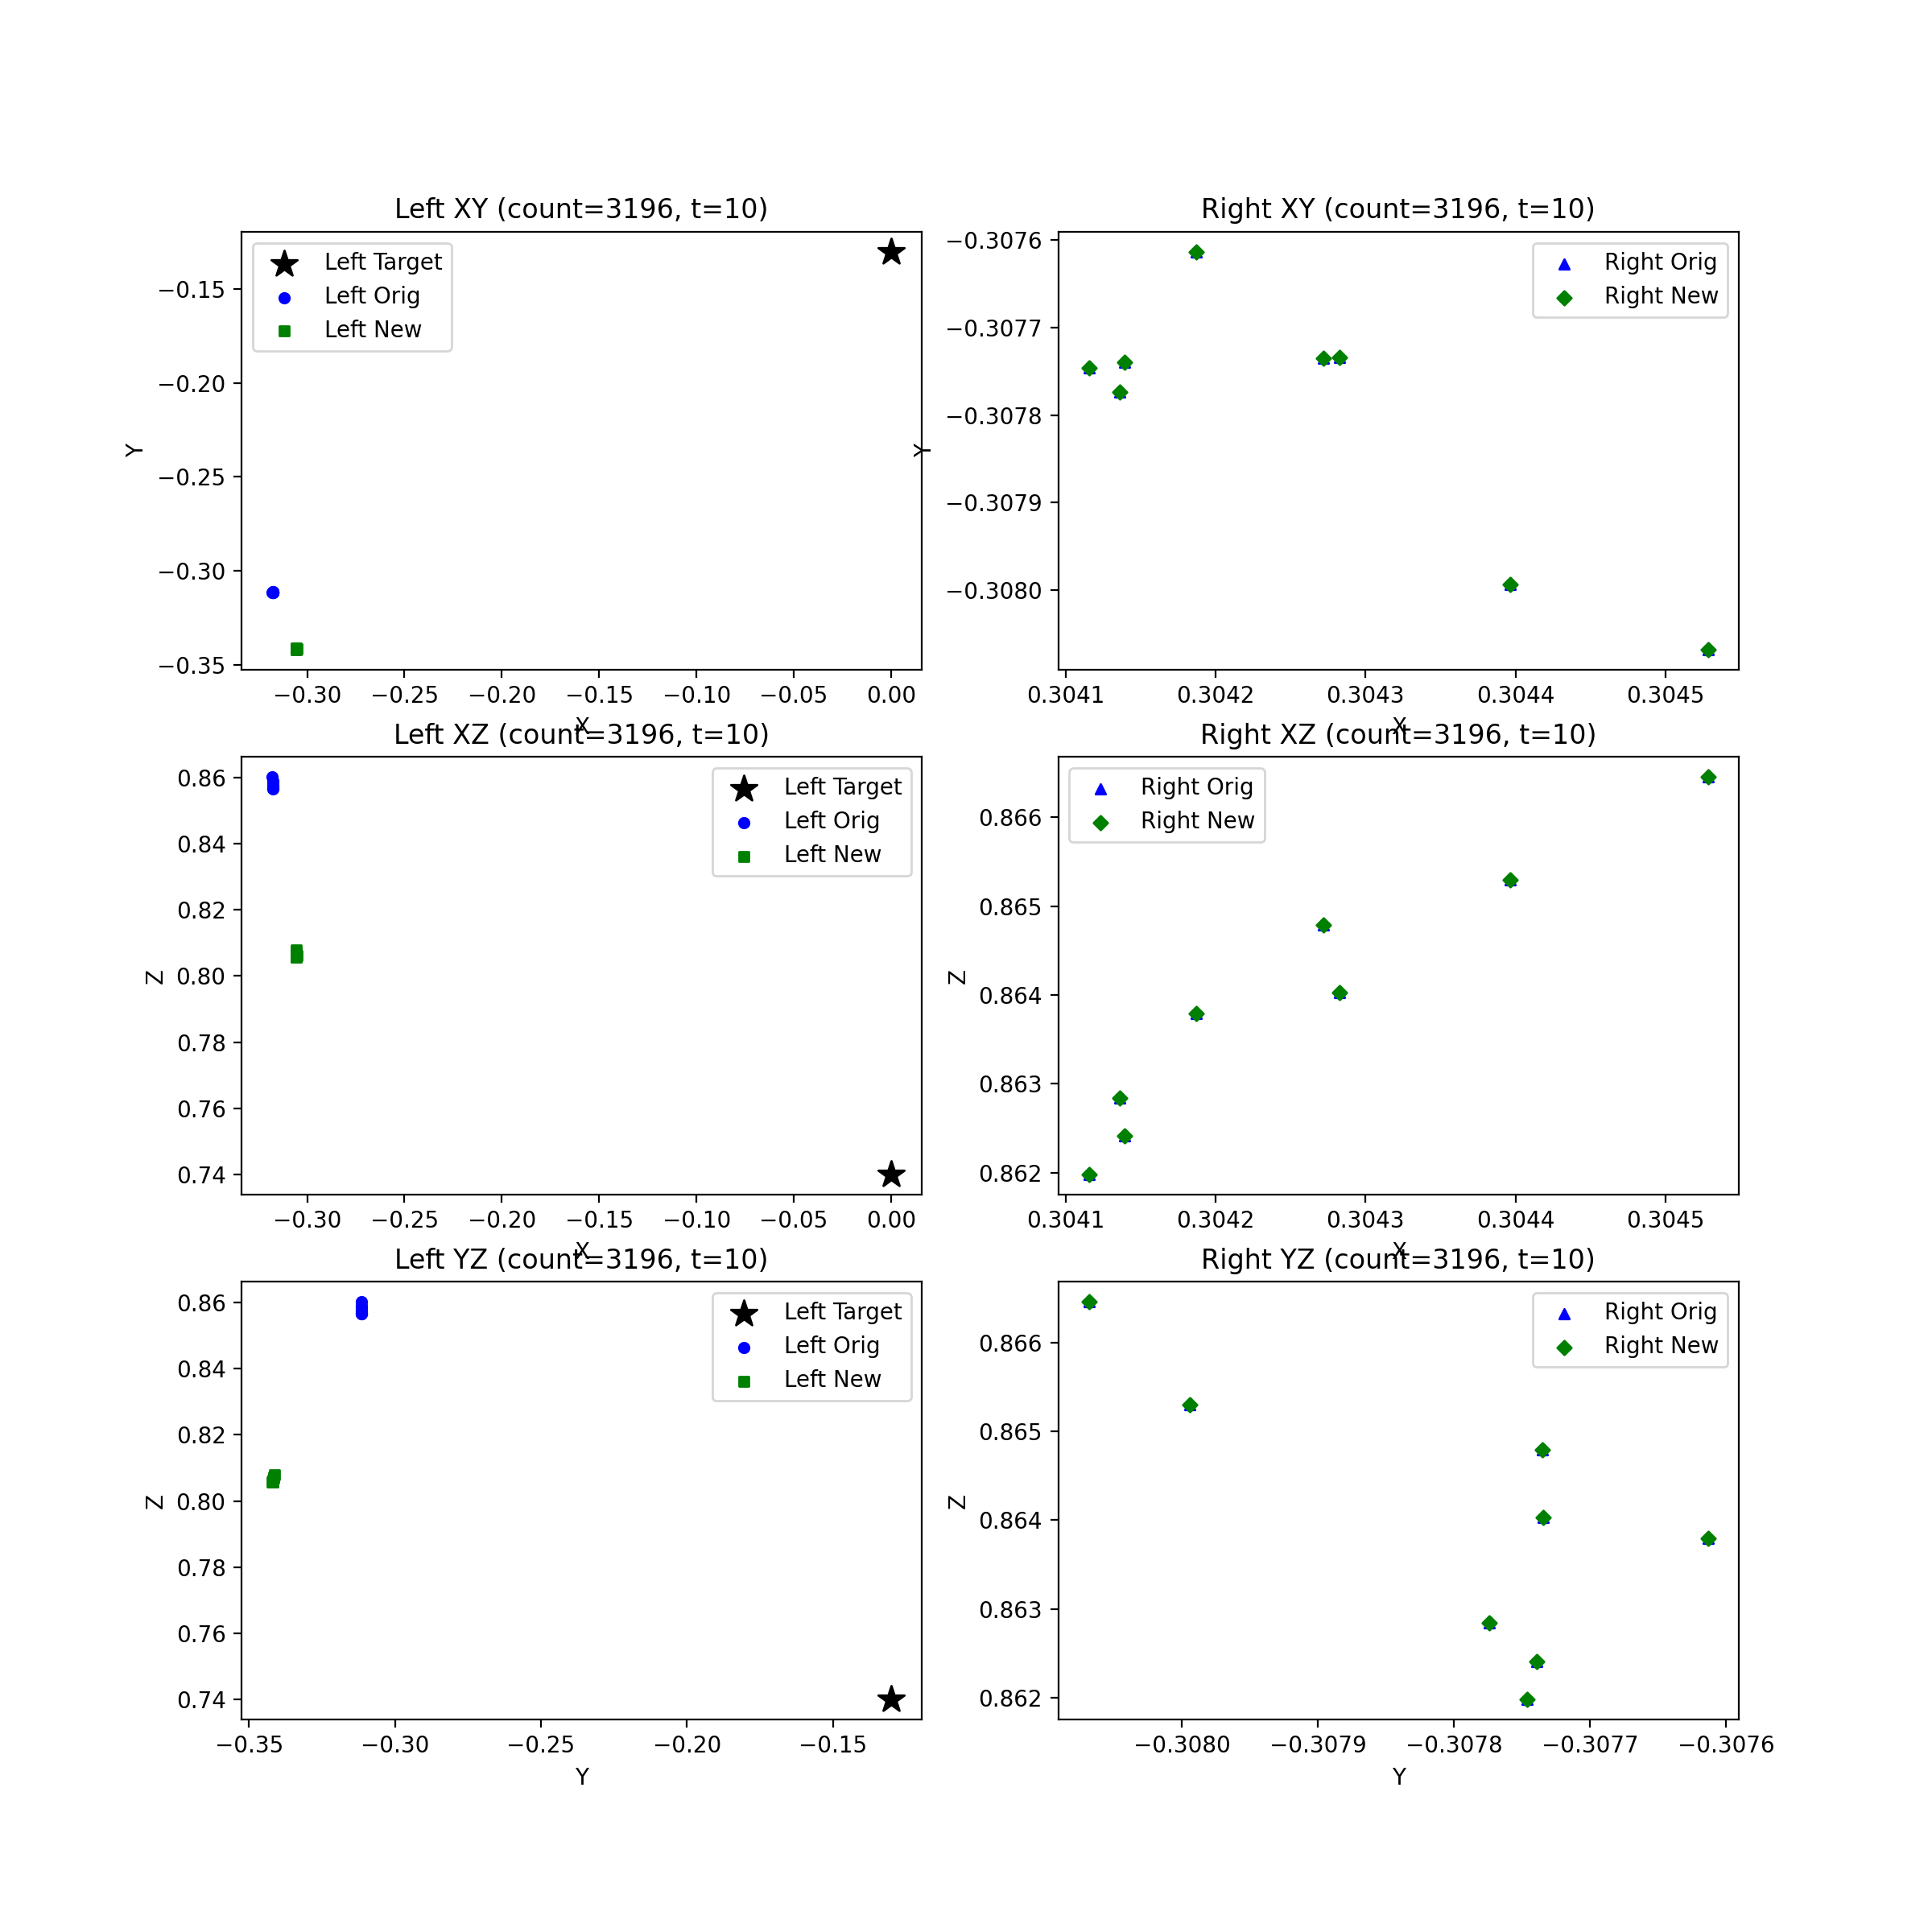 Left XY (count=3196, t=10)
Left Target
Left Orig
Left New
−0.15
−0.20
−0.25
−0.30
−0.35
Y
−0.30 −0.25 −0.20 −0.15 −0.10 −0.05 0.00
X
Right XY (count=3196, t=10)
Right Orig
Right New
−0.3076
−0.3077
−0.3078
−0.3079
−0.3080
Y
0.3041 0.3042 0.3043 0.3044 0.3045
X
Left XZ (count=3196, t=10)
Left Target
Left Orig
Left New
0.86
0.84
0.82
0.80
0.78
0.76
0.74
Z
−0.30 −0.25 −0.20 −0.15 −0.10 −0.05 0.00
X
Right XZ (count=3196, t=10)
Right Orig
Right New
0.866
0.865
0.864
0.863
0.862
Z
0.3041 0.3042 0.3043 0.3044 0.3045
X
Left YZ (count=3196, t=10)
Left Target
Left Orig
Left New
0.86
0.84
0.82
0.80
0.78
0.76
0.74
Z
−0.35 −0.30 −0.25 −0.20 −0.15
Y
Right YZ (count=3196, t=10)
Right Orig
Right New
0.866
0.865
0.864
0.863
0.862
Z
−0.3080 −0.3079 −0.3078 −0.3077 −0.3076
Y